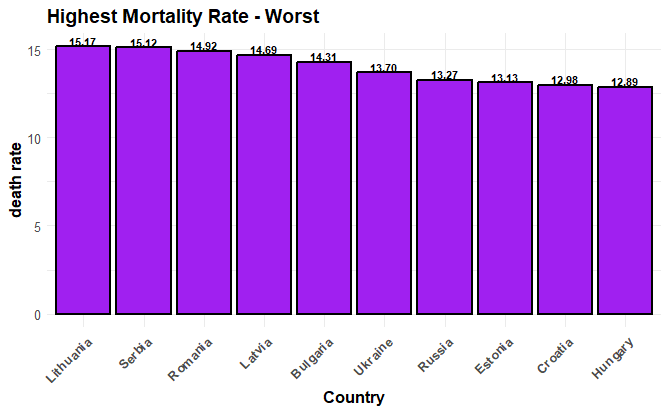 Highest Mortality Rate - Worst
death rate
15
10
5
0
15.17 15.12 14.92 14.69 14.31 13.70 13.27 13.13 12.98 12.89
Lithuania Serbia Romania Latvia Bulgaria Ukraine Russia Estonia Croatia Hungary
Country